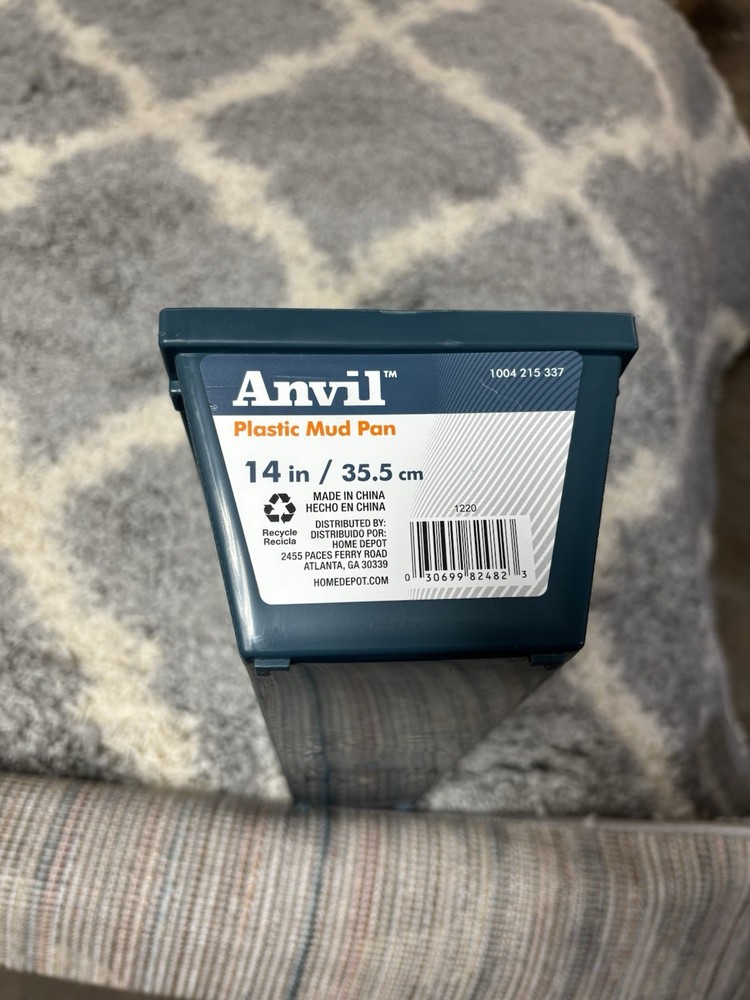 Anvil™
1004 215 337
Plastic Mud Pan
14 in / 35.5 cm
MADE IN CHINA
HECHO EN CHINA
Recycle
Recicla
DISTRIBUTED BY:
DISTRIBUIDO POR:
HOME DEPOT
2455 PACES FERRY ROAD
ATLANTA, GA 30339
HOMEDEPOT.COM
1220
0 30699 82482 3